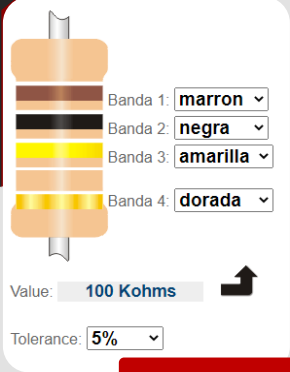 Banda 1: marron
Banda 2: negra
Banda 3: amarilla
Banda 4: dorada
Value: 100 Kohms
Tolerance: 5%